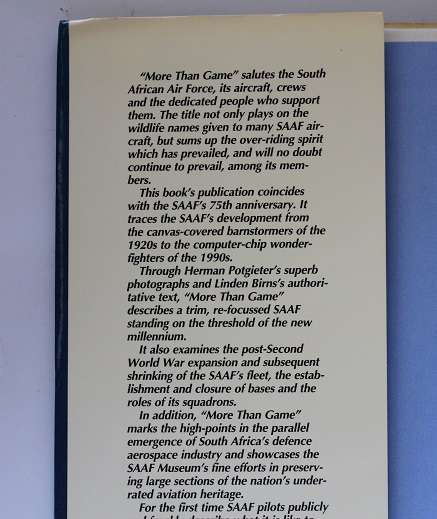 "More Than Game" salutes the South
African Air Force, its aircraft, crews
and the dedicated people who support
them. The title not only plays on the
wildlife names given to many SAAF air-
craft, but sums up the over-riding spirit
which has prevailed, and will no doubt
continue to prevail, among its mem-
bers.
This book's publication coincides
with the SAAF's 75th anniversary. It
traces the SAAF's development from
the canvas-covered barnstormers of the
1920s to the computer-chip wonder-
fighters of the 1990s.
Through Herman Potgieter's superb
photographs and Linden Birns's authori-
tative text, "More Than Game"
describes a trim, re-focussed SAAF
standing on the threshold of the new
millennium.
It also examines the post-Second
World War expansion and subsequent
shrinking of the SAAF's fleet, the estab-
lishment and closure of bases and the
roles of its squadrons.
In addition, "More Than Game"
marks the high-points in the parallel
emergence of South Africa's defence
aerospace industry and showcases the
SAAF Museum's fine efforts in preserv-
ing large sections of the nation's under-
rated aviation heritage.
For the first time SAAF pilots publicly